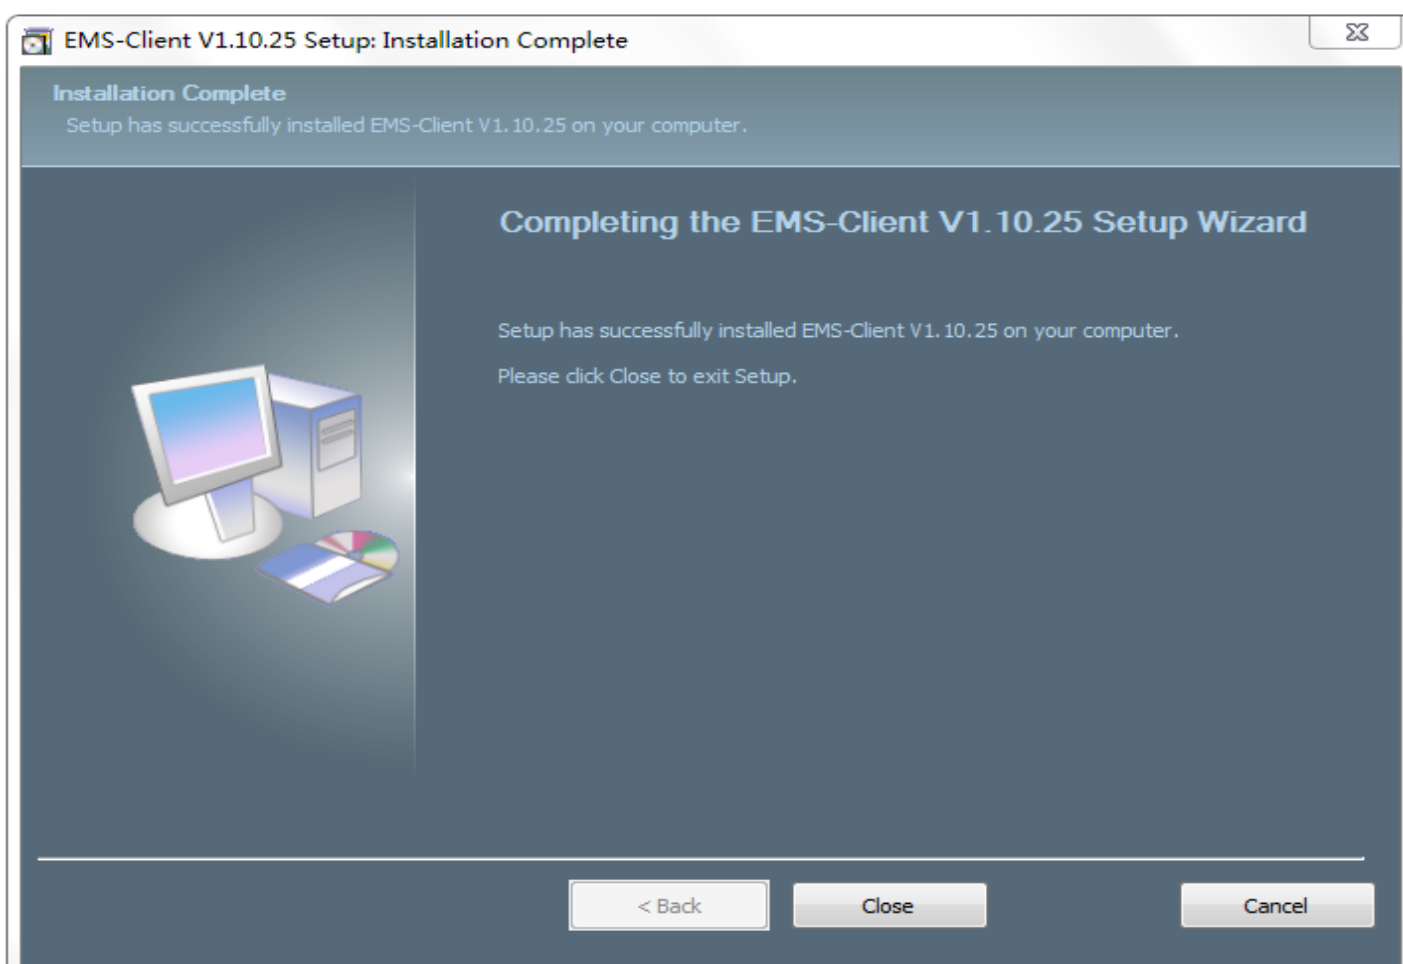 EMS-Client V1.10.25 Setup: Installation Complete
Installation Complete
Setup has successfully installed EMS-Client V1.10.25 on your computer.
Completing the EMS-Client V1.10.25 Setup Wizard
Setup has successfully installed EMS-Client V1.10.25 on your computer.
Please click Close to exit Setup.
< Back
Close
Cancel